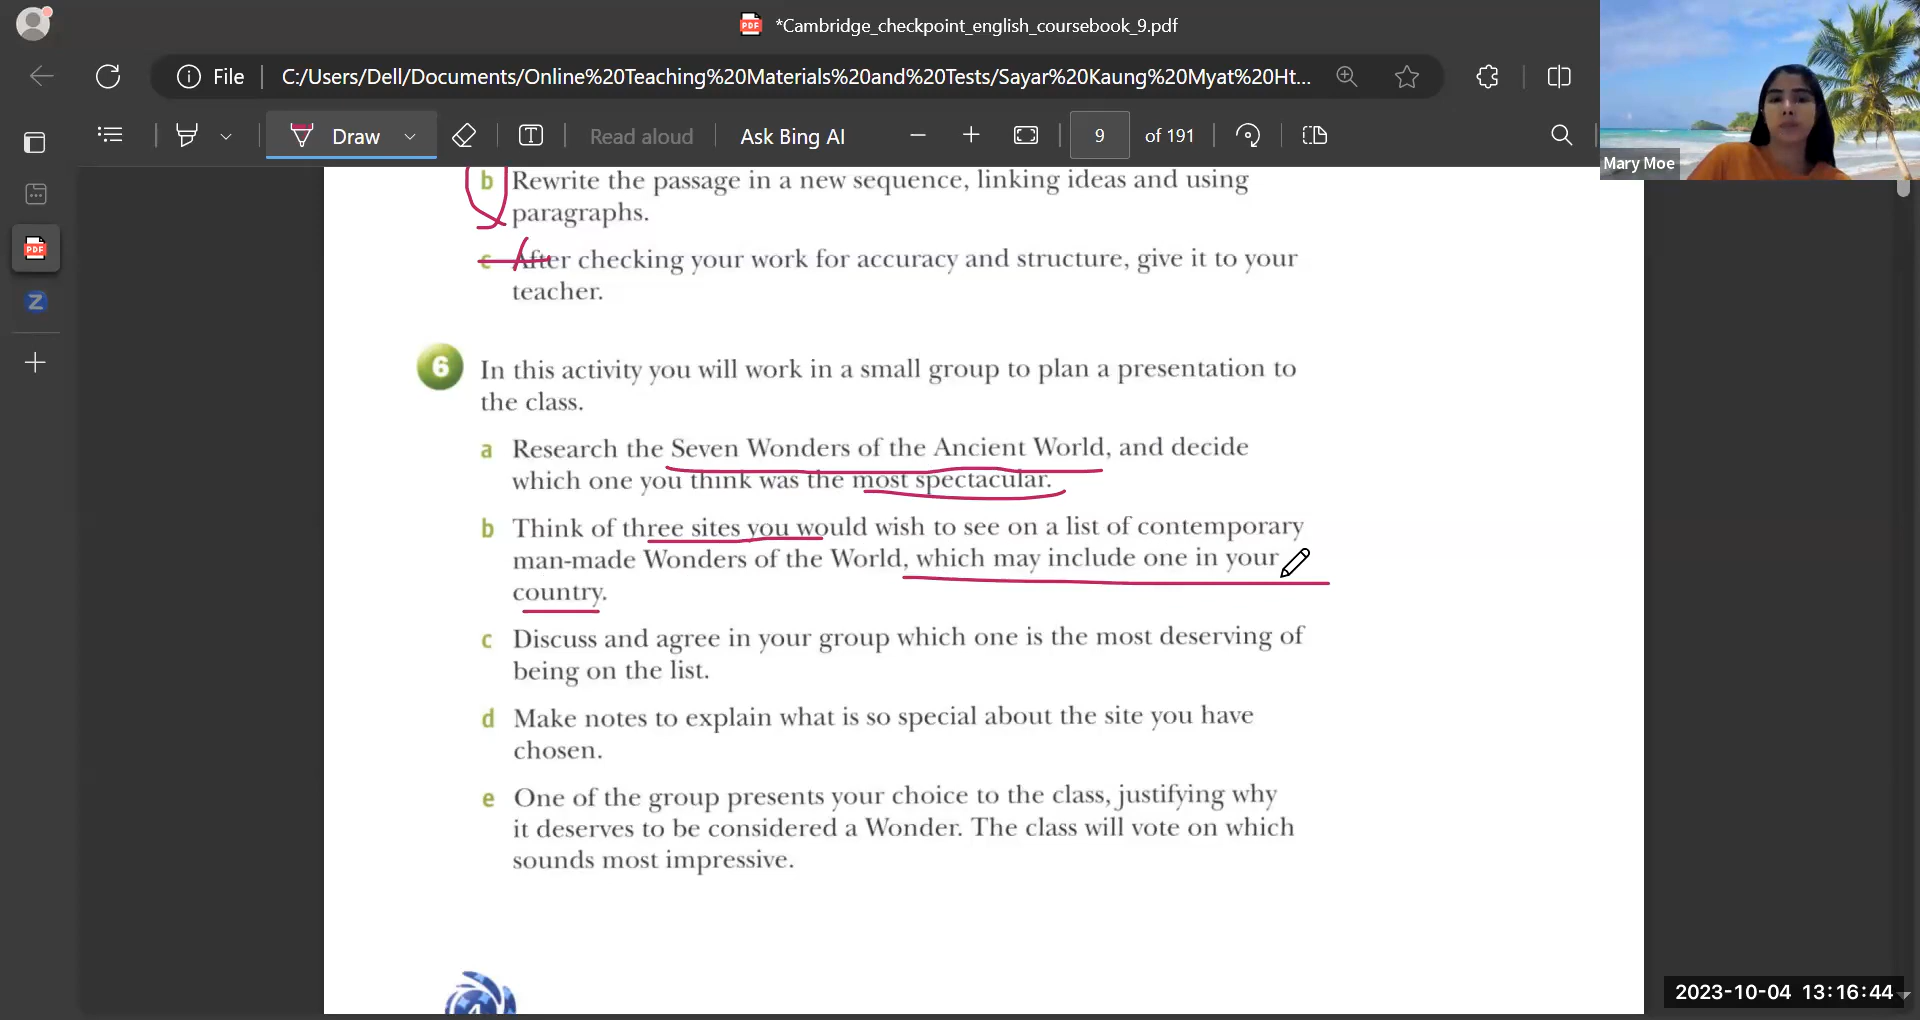 *Cambridge_checkpoint_english_coursebook_9.pdf
File C:/Users/Dell/Documents/Online%20Teaching%20Materials%20and%20Tests/Sayar%20Kaung%20Myat%20Ht...
Draw Read aloud Ask Bing AI 9 of 191
Mary Moe
b Rewrite the passage in a new sequence, linking ideas and using
paragraphs.
c After checking your work for accuracy and structure, give it to your
teacher.
6 In this activity you will work in a small group to plan a presentation to
the class.
a Research the Seven Wonders of the Ancient World, and decide
which one you think was the most spectacular.
b Think of three sites you would wish to see on a list of contemporary
man-made Wonders of the World, which may include one in your
country.
c Discuss and agree in your group which one is the most deserving of
being on the list.
d Make notes to explain what is so special about the site you have
chosen.
e One of the group presents your choice to the class, justifying why
it deserves to be considered a Wonder. The class will vote on which
sounds most impressive.
4
2023-10-04 13:16:44